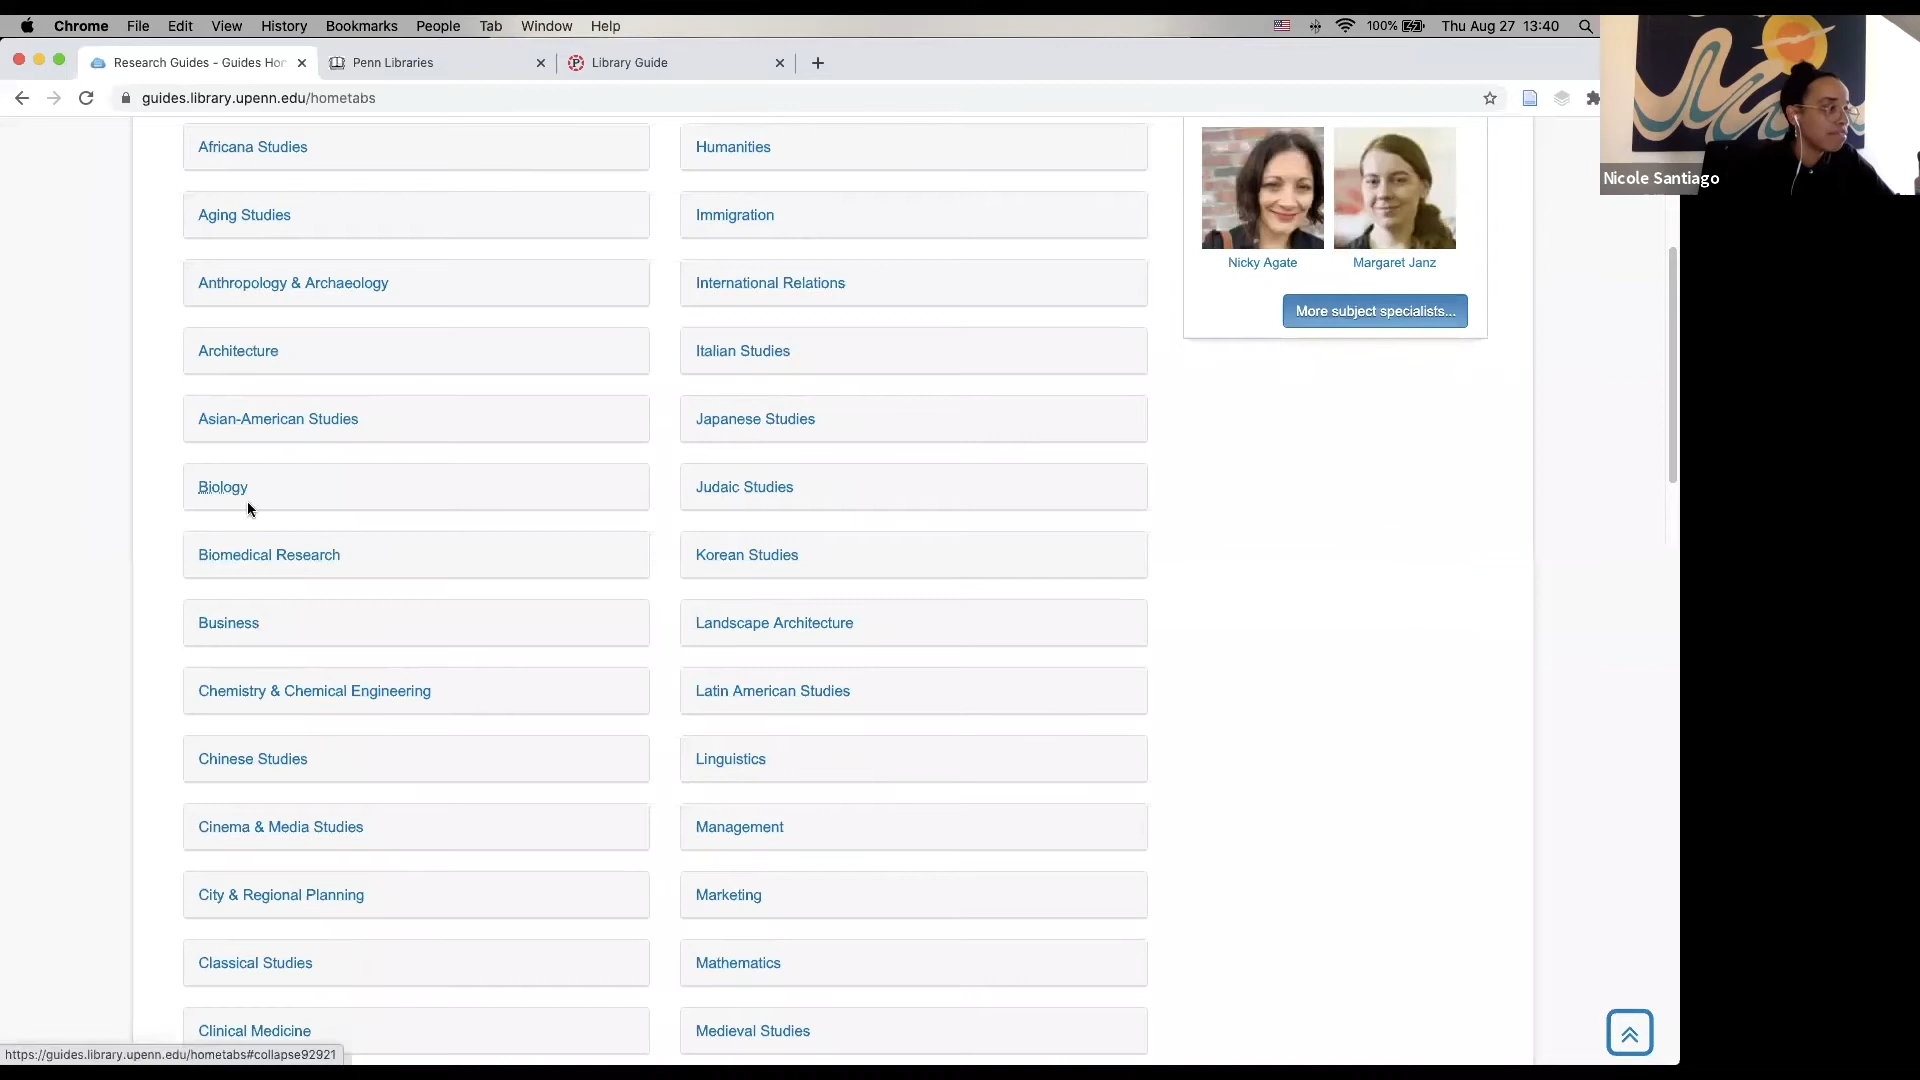 Chrome File Edit View History Bookmarks People Tab Window Help 100% Thu Aug 27 13:40
Research Guides - Guides Hor Penn Libraries Library Guide
guides.library.upenn.edu/hometabs
Nicole Santiago
Africana Studies
Aging Studies
Anthropology & Archaeology
Architecture
Asian-American Studies
Biology
Biomedical Research
Business
Chemistry & Chemical Engineering
Chinese Studies
Cinema & Media Studies
City & Regional Planning
Classical Studies
Clinical Medicine
Humanities
Immigration
International Relations
Italian Studies
Japanese Studies
Judaic Studies
Korean Studies
Landscape Architecture
Latin American Studies
Linguistics
Management
Marketing
Mathematics
Medieval Studies
Nicky Agate Margaret Janz
More subject specialists...
https://guides.library.upenn.edu/hometabs#collapse92921